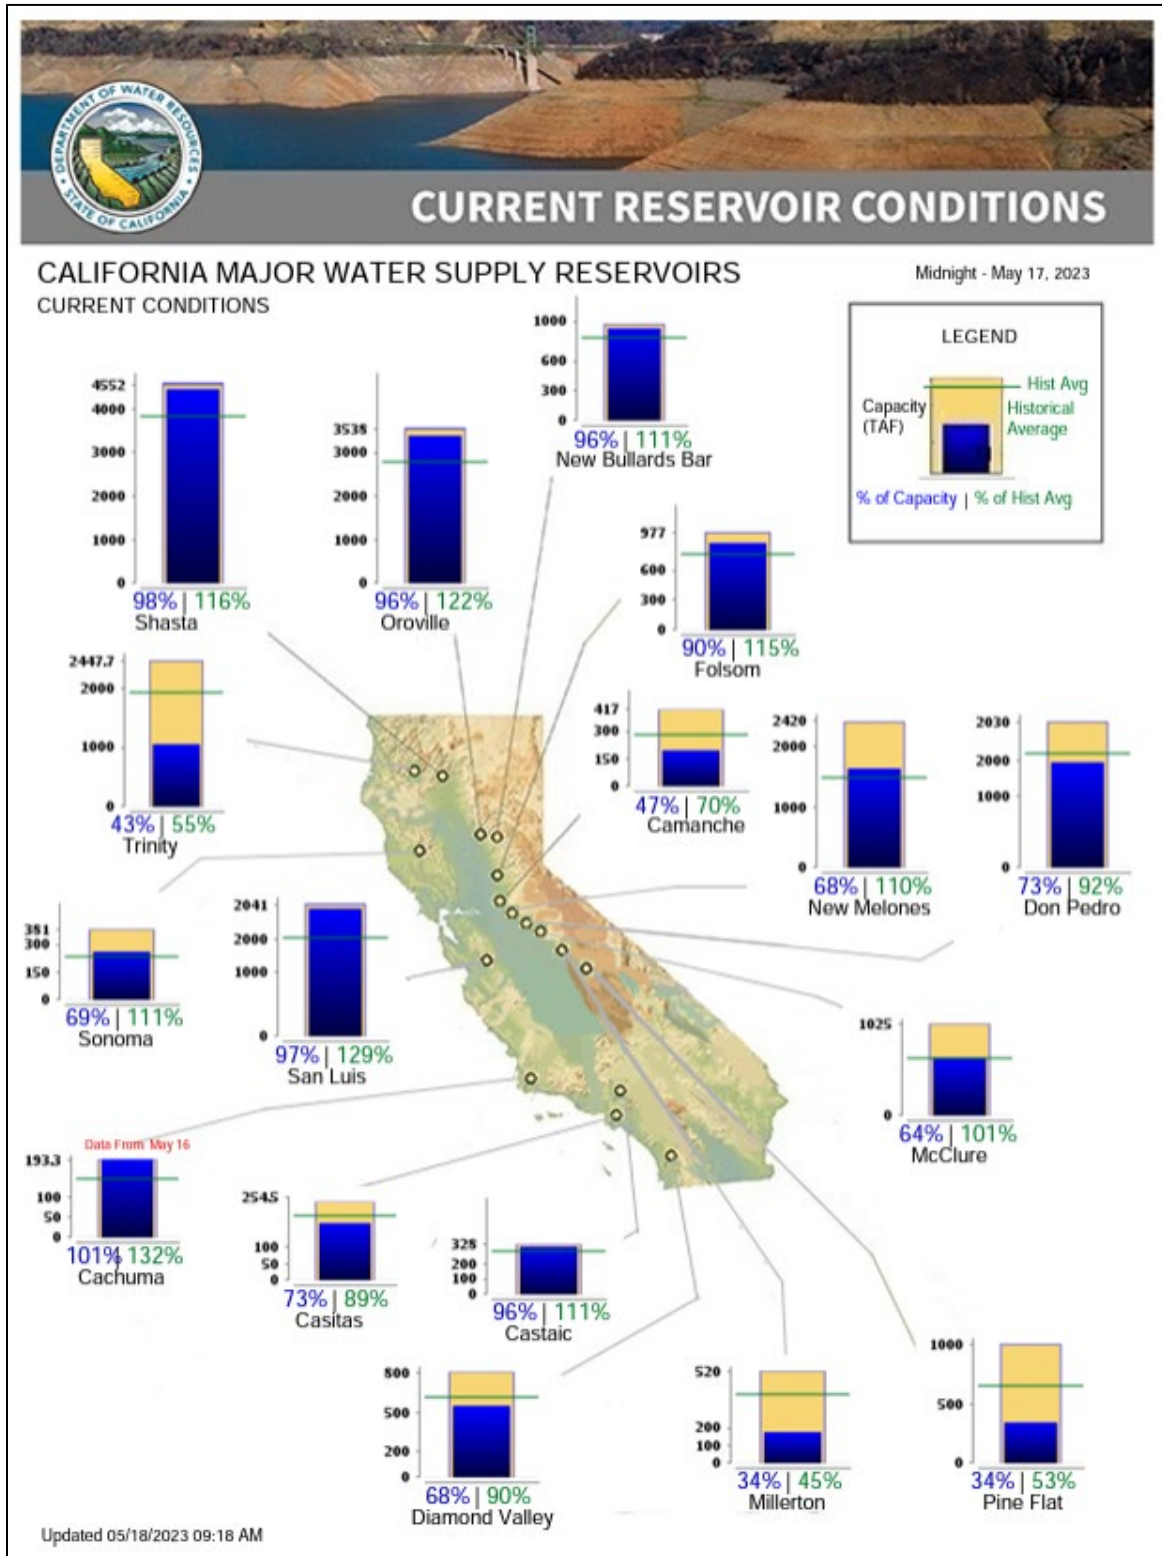 DEPARTMENT OF WATER RESOURCES
STATE OF CALIFORNIA
CURRENT RESERVOIR CONDITIONS
CALIFORNIA MAJOR WATER SUPPLY RESERVOIRS
CURRENT CONDITIONS
Midnight - May 17, 2023
LEGEND
Capacity
(TAF)
Hist Avg
Historical
Average
% of Capacity | % of Hist Avg
1000
600
300
0
96% | 111%
New Bullards Bar
4552
4000
3000
2000
1000
0
98% | 116%
Shasta
3538
3000
2000
1000
0
96% | 122%
Oroville
977
600
300
0
90% | 115%
Folsom
2447.7
2000
1000
0
43% | 55%
Trinity
417
300
150
0
47% | 70%
Camanche
2420
2000
1000
0
68% | 110%
New Melones
2030
2000
1000
0
73% | 92%
Don Pedro
381
300
150
0
69% | 111%
Sonoma
2041
2000
1000
0
97% | 129%
San Luis
1025
0
64% | 101%
McClure
Data From: May 16
193.3
100
50
0
101% | 132%
Cachuma
254.5
100
50
0
73% | 89%
Casitas
328
200
100
0
96% | 111%
Castaic
800
500
200
0
68% | 90%
Diamond Valley
520
200
100
0
34% | 45%
Millerton
1000
500
0
34% | 53%
Pine Flat
Updated 05/18/2023 09:18 AM